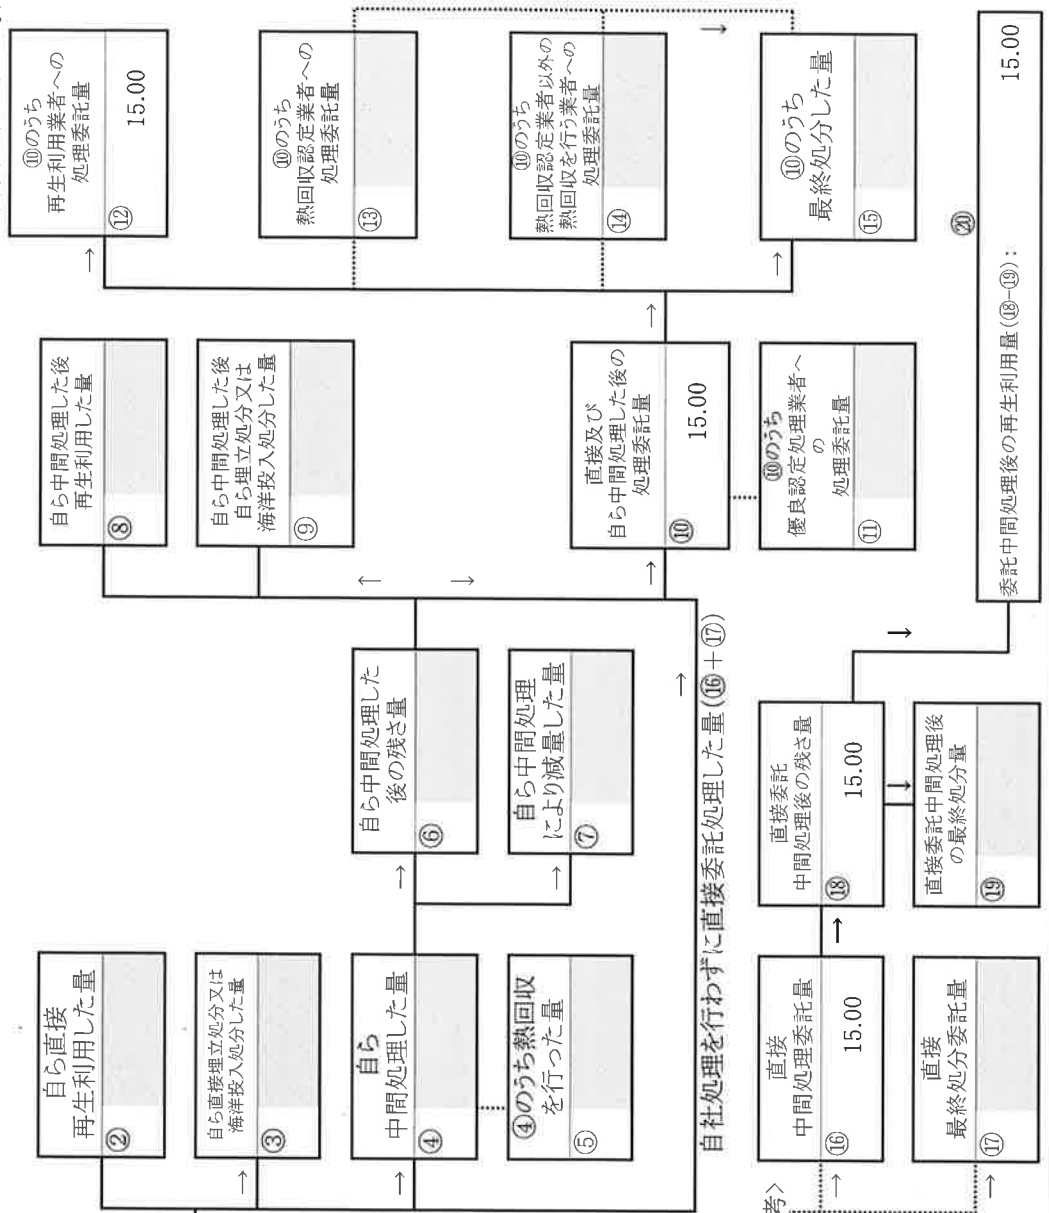 自ら直接
再生利用した量
②
自ら直接埋立処分又は
海洋投入処分した量
③
自ら
中間処理した量
④
④のうち熱回収
を行った量
⑤
自ら中間処理した
後の残さ量
⑥
自ら中間処理
により減量した量
⑦
自ら中間処理した後
再生利用した量
⑧
自ら中間処理した後
自ら埋立処分又は
海洋投入処分した量
⑨
直接及び
自ら中間処理した後の
処理委託量
⑩ 15.00
⑩のうち
優良認定処理業者へ
の
処理委託量
⑪
⑩のうち
再生利用業者への
処理委託量
⑫ 15.00
⑩のうち
熱回収認定業者への
処理委託量
⑬
⑩のうち
熱回収認定業者以外の
熱回収を行う業者への
処理委託量
⑭
⑩のうち
最終処分した量
⑮
自社処理を行わずに直接委託処理した量(⑯+⑰)
考>
直接
中間処理委託量
⑯ 15.00
直接
最終処分委託量
⑰
直接委託
中間処理後の残さ量
⑱ 15.00
直接委託中間処理後
の最終処分量
⑲
⑳
委託中間処理後の再生利用量(⑱-⑲): 15.00